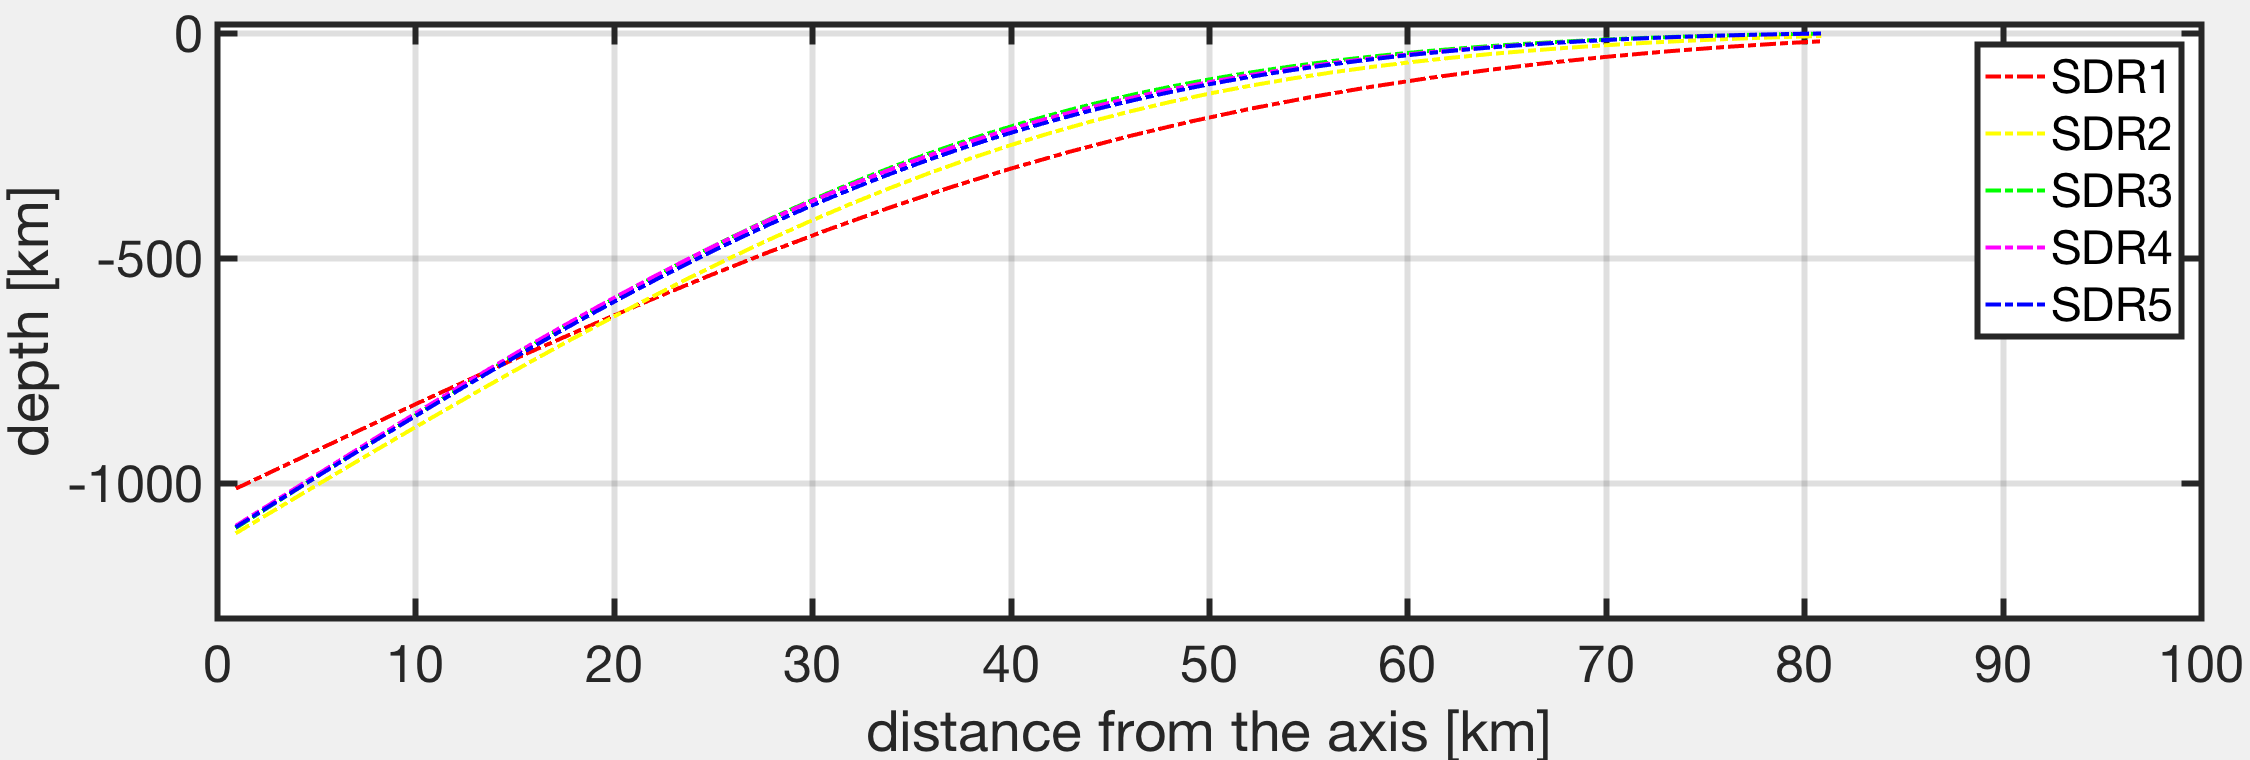 0
-500
-1000
depth [km]
0 10 20 30 40 50 60 70 80 90 100
distance from the axis [km]
SDR1
SDR2
SDR3
SDR4
SDR5